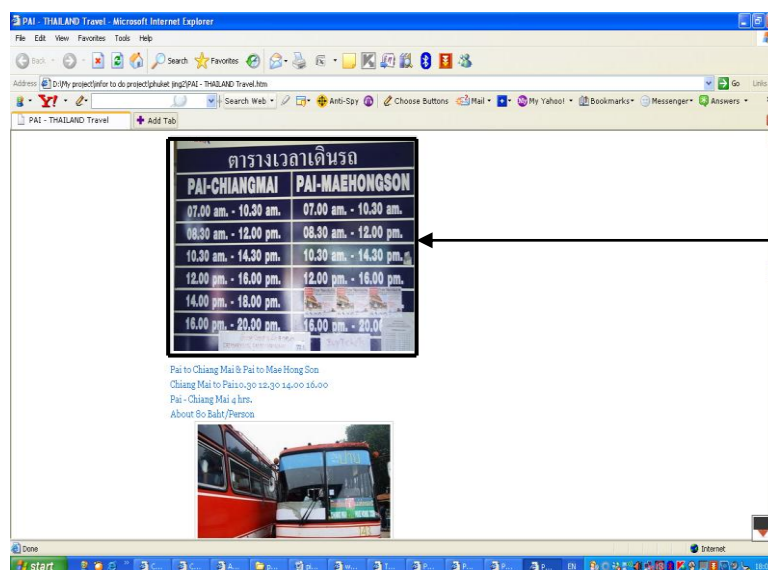 PAI - THAILAND Travel - Microsoft Internet Explorer
File Edit View Favorites Tools Help
Back Search Favorites
Address D:\My project\infor to do project\phuket jing2\PAI - THAILAND Travel.htm Go Links
Search Web Anti-Spy Choose Buttons Mail My Yahoo! Bookmarks Messenger Answers
PAI - THAILAND Travel Add Tab
ตารางเวลาเดินรถ
PAI-CHIANGMAI PAI-MAEHONGSON
07.00 am. - 10.30 am. 07.00 am. - 10.30 am.
08.30 am. - 12.00 pm. 08.30 am. - 12.00 pm.
10.30 am. - 14.30 pm. 10.30 am. - 14.30 pm.
12.00 pm. - 16.00 pm. 12.00 pm. - 16.00 pm.
14.00 pm. - 18.00 pm.
16.00 pm. - 20.00 pm. 16.00 pm. - 20.00
Pai to Chiang Mai & Pai to Mae Hong Son
Chiang Mai to Pai10.30 12.30 14.00 16.00
Pai - Chiang Mai 4 hrs.
About 80 Baht/Person
Done Internet
start EN